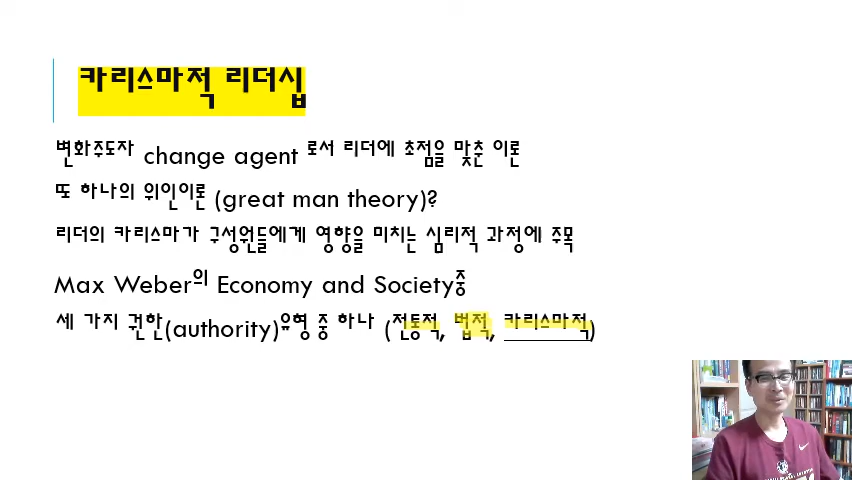 카리스마적 리더십
변화주도자 change agent 로서 리더에 초점을 맞춘 이론
또 하나의 위인이론 (great man theory)?
리더의 카리스마가 구성원들에게 영향을 미치는 심리적 과정에 주목
Max Weber의 Economy and Society중
세 가지 권한(authority)유형 중 하나 (전통적, 법적, 카리스마적)